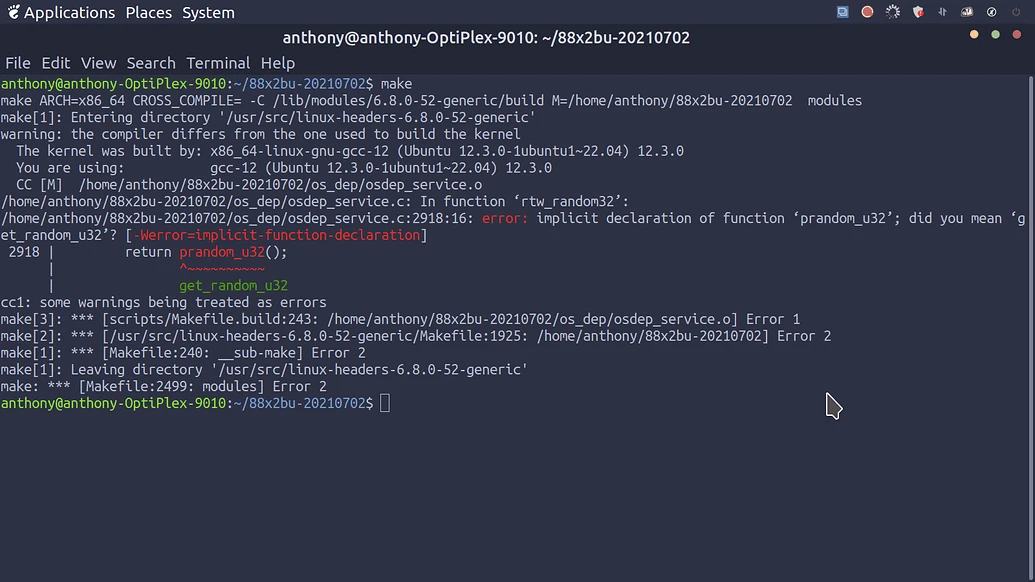 Applications Places System
anthony@anthony-OptiPlex-9010: ~/88x2bu-20210702
File Edit View Search Terminal Help
anthony@anthony-OptiPlex-9010:~/88x2bu-20210702$ make
make ARCH=x86_64 CROSS_COMPILE= -C /lib/modules/6.8.0-52-generic/build M=/home/anthony/88x2bu-20210702  modules
make[1]: Entering directory '/usr/src/linux-headers-6.8.0-52-generic'
warning: the compiler differs from the one used to build the kernel
  The kernel was built by: x86_64-linux-gnu-gcc-12 (Ubuntu 12.3.0-1ubuntu1~22.04) 12.3.0
  You are using:           gcc-12 (Ubuntu 12.3.0-1ubuntu1~22.04) 12.3.0
  CC [M]  /home/anthony/88x2bu-20210702/os_dep/osdep_service.o
/home/anthony/88x2bu-20210702/os_dep/osdep_service.c: In function ‘rtw_random32’:
/home/anthony/88x2bu-20210702/os_dep/osdep_service.c:2918:16: error: implicit declaration of function ‘prandom_u32’; did you mean ‘g
et_random_u32’? [-Werror=implicit-function-declaration]
 2918 |         return prandom_u32();
      |                ^~~~~~~~~~~
      |                get_random_u32
cc1: some warnings being treated as errors
make[3]: *** [scripts/Makefile.build:243: /home/anthony/88x2bu-20210702/os_dep/osdep_service.o] Error 1
make[2]: *** [/usr/src/linux-headers-6.8.0-52-generic/Makefile:1925: /home/anthony/88x2bu-20210702] Error 2
make[1]: *** [Makefile:240: __sub-make] Error 2
make[1]: Leaving directory '/usr/src/linux-headers-6.8.0-52-generic'
make: *** [Makefile:2499: modules] Error 2
anthony@anthony-OptiPlex-9010:~/88x2bu-20210702$